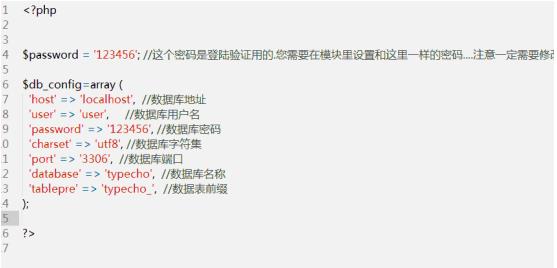 1 <?php
2
3
4 $password = '123456'; //这个密码是登陆验证用的.您需要在模块里设置和这里一样的密码....注意一定需要修改
5
6 $db_config=array (
7 'host' => 'localhost', //数据库地址
8 'user' => 'user', //数据库用户名
9 'password' => '123456', //数据库密码
0 'charset' => 'utf8', //数据库字符集
1 'port' => '3306', //数据库端口
2 'database' => 'typecho', //数据库名称
3 'tablepre' => 'typecho_', //数据表前缀
4 );
5
6 ?>
7